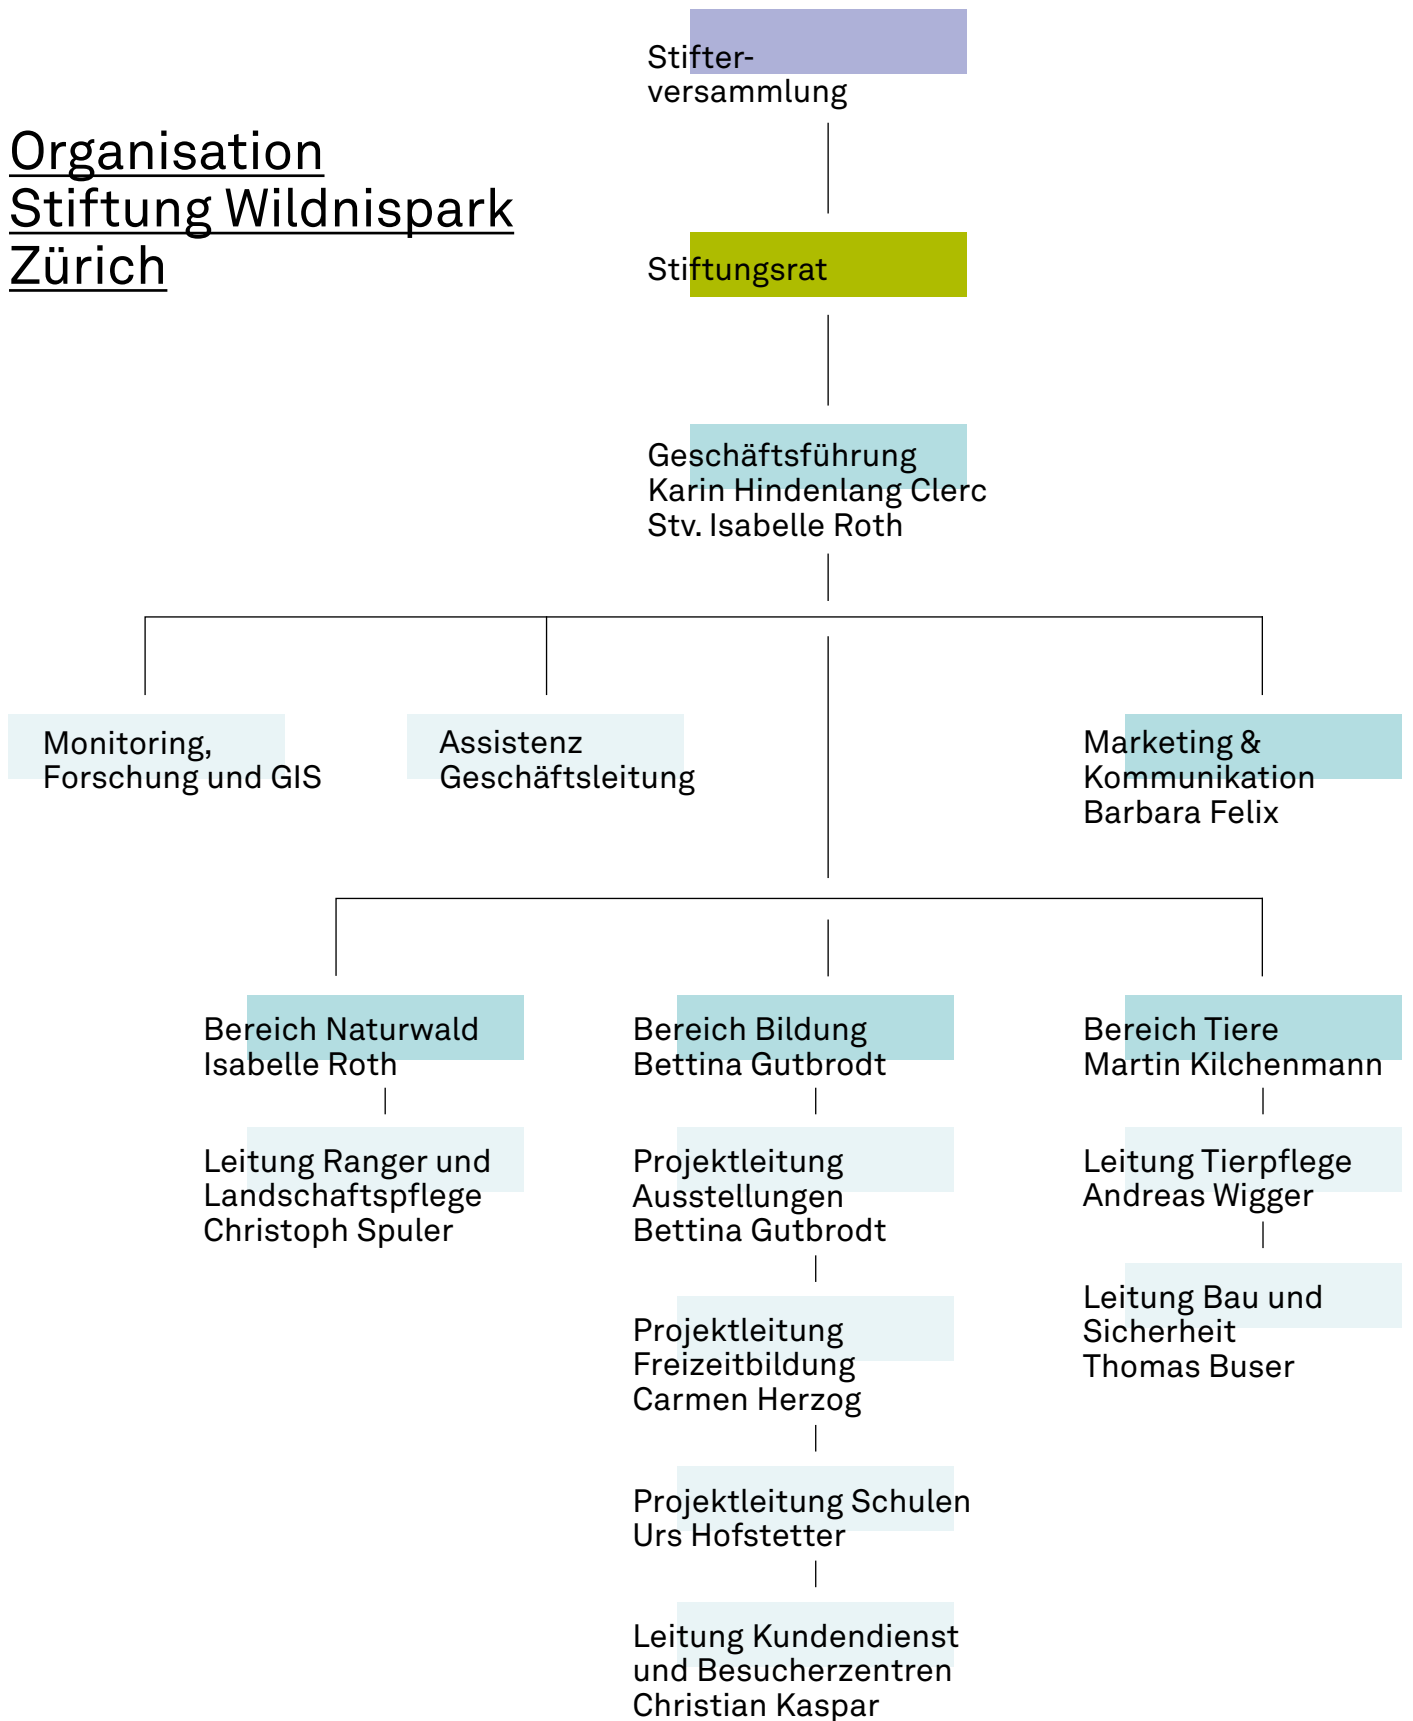 Organisation
Stiftung Wildnispark
Zürich
Stifter-
versammlung
Stiftungsrat
Geschäftsführung
Karin Hindenlang Clerc
Stv. Isabelle Roth
Monitoring,
Forschung und GIS
Assistenz
Geschäftsleitung
Marketing &
Kommunikation
Barbara Felix
Bereich Naturwald
Isabelle Roth
Leitung Ranger und
Landschaftspflege
Christoph Spuler
Bereich Bildung
Bettina Gutbrodt
Projektleitung
Ausstellungen
Bettina Gutbrodt
Projektleitung
Freizeitbildung
Carmen Herzog
Projektleitung Schulen
Urs Hofstetter
Leitung Kundendienst
und Besucherzentren
Christian Kaspar
Bereich Tiere
Martin Kilchenmann
Leitung Tierpflege
Andreas Wigger
Leitung Bau und
Sicherheit
Thomas Buser